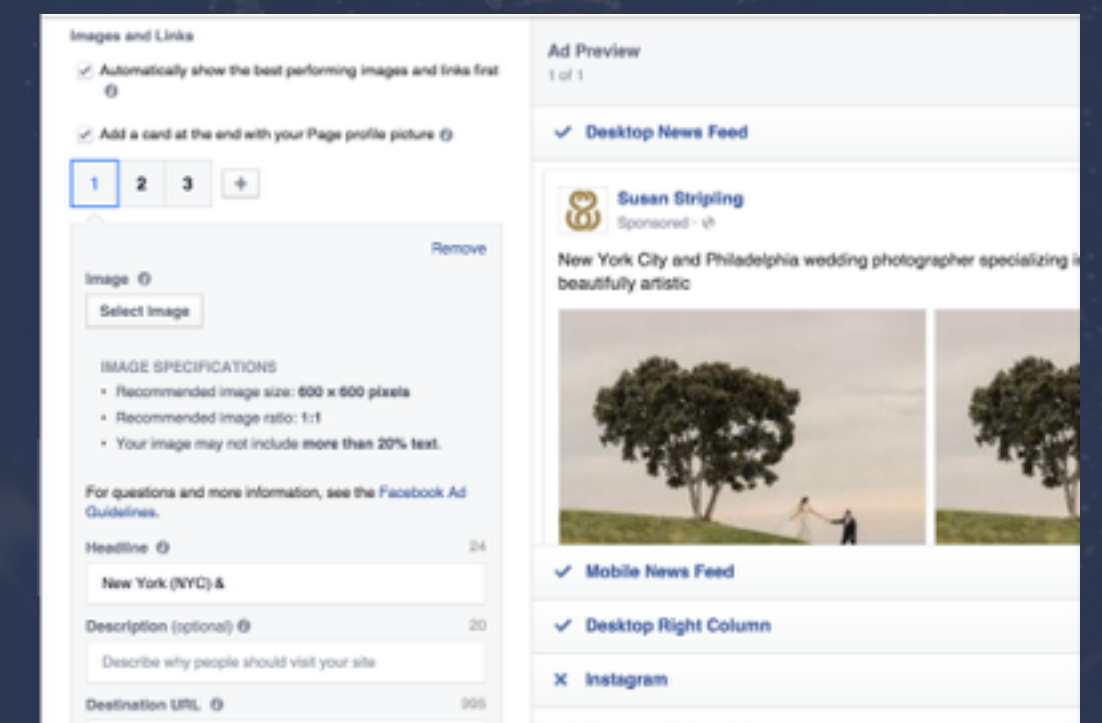 Images and Links
Automatically show the best performing images and links first
Add a card at the end with your Page profile picture
1 2 3 +
Remove
Image
Select Image
IMAGE SPECIFICATIONS
• Recommended image size: 600 x 600 pixels
• Recommended image ratio: 1:1
• Your image may not include more than 20% text.
For questions and more information, see the Facebook Ad
Guidelines.
Headline 24
New York (NYC) &
Description (optional) 20
Describe why people should visit your site
Destination URL 995
Ad Preview
1 of 1
Desktop News Feed
Susan Stripling
Sponsored ·
New York City and Philadelphia wedding photographer specializing
beautifully artistic
Mobile News Feed
Desktop Right Column
Instagram